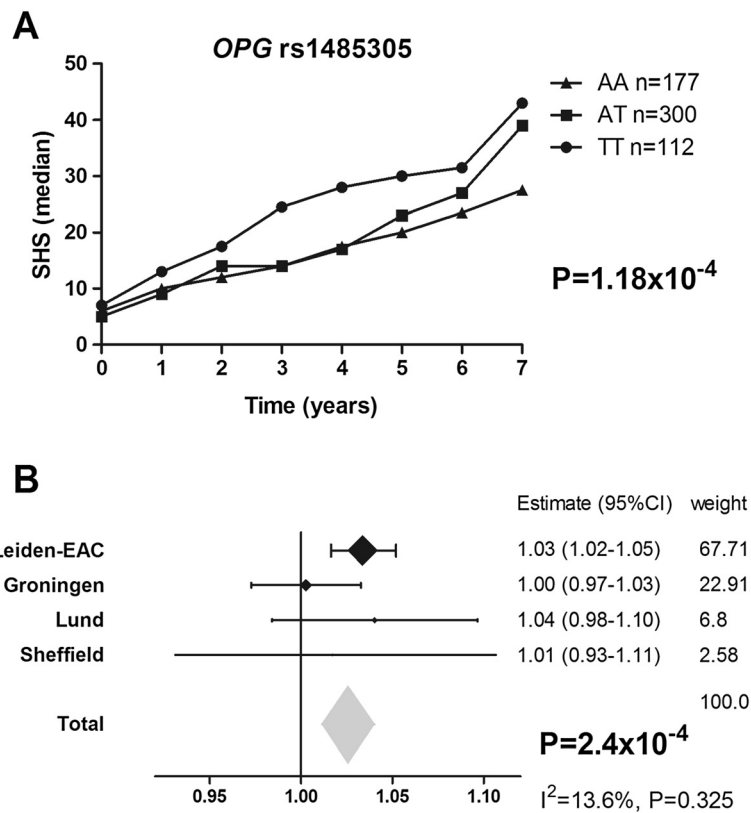 A
OPG rs1485305
50
40
30
20
10
0
SHS (median)
0 1 2 3 4 5 6 7
Time (years)
AA n=177
AT n=300
TT n=112
P=1.18x10-4
B
Estimate (95%CI) weight
Leiden-EAC 1.03 (1.02-1.05) 67.71
Groningen 1.00 (0.97-1.03) 22.91
Lund 1.04 (0.98-1.10) 6.8
Sheffield 1.01 (0.93-1.11) 2.58
100.0
Total
P=2.4x10-4
0.95 1.00 1.05 1.10
I2=13.6%, P=0.325